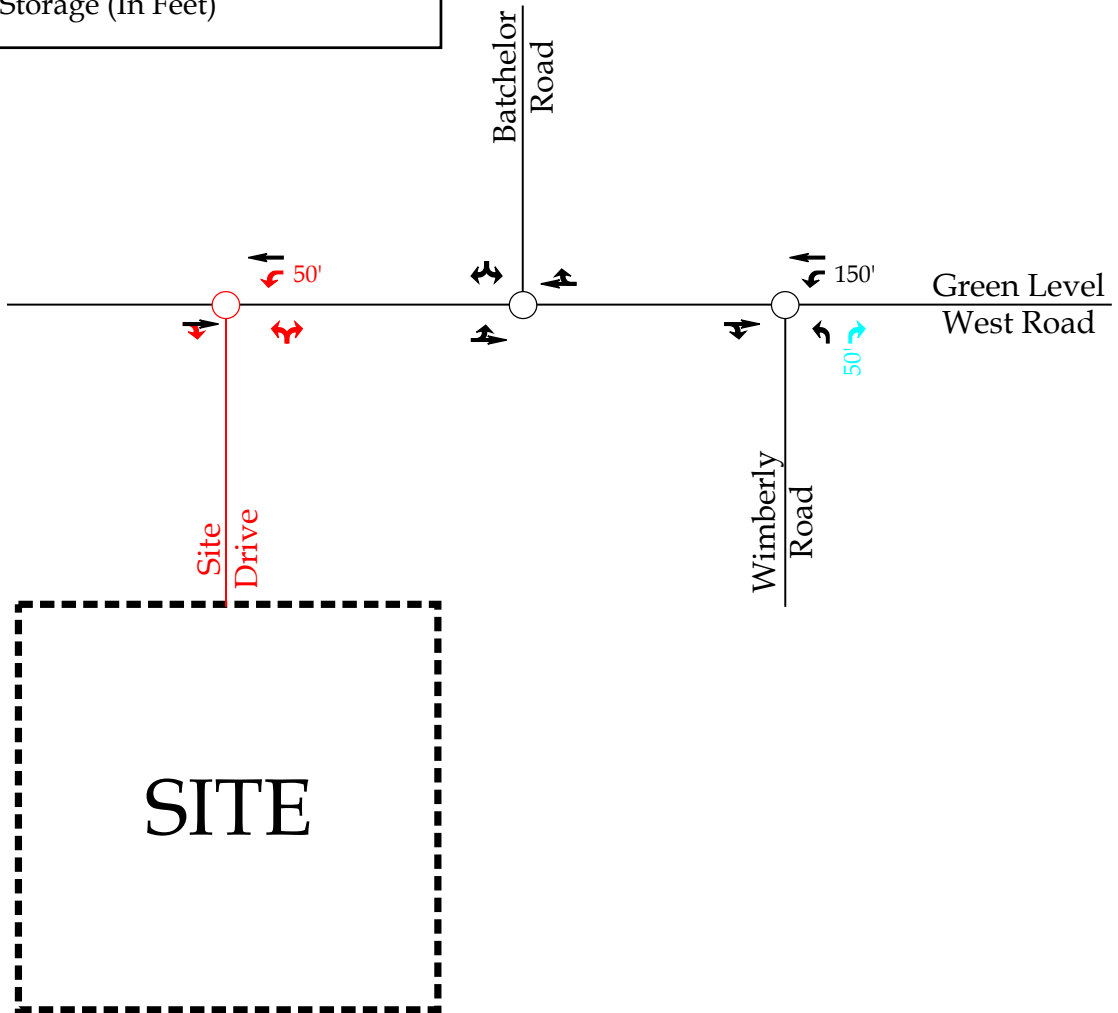 Storage (In Feet)
Batchelor
Road
50'
150'
Green Level
West Road
50'
Wimberly
Road
Site
Drive
SITE